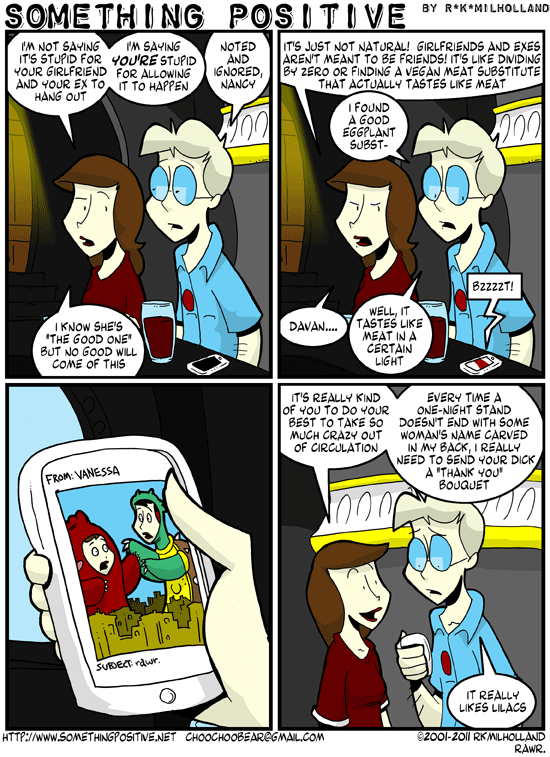 SOMETHING POSITIVE BY R*K*MILHOLLAND
I'M NOT SAYING
IT'S STUPID FOR
YOUR GIRLFRIEND
AND YOUR EX TO
HANG OUT
I'M SAYING
YOU'RE STUPID
FOR ALLOWING
IT TO HAPPEN
NOTED
AND
IGNORED,
NANCY
I KNOW SHE'S
"THE GOOD ONE"
BUT NO GOOD WILL
COME OF THIS
IT'S JUST NOT NATURAL! GIRLFRIENDS AND EXES
AREN'T MEANT TO BE FRIENDS! IT'S LIKE DIVIDING
BY ZERO OR FINDING A VEGAN MEAT SUBSTITUTE
THAT ACTUALLY TASTES LIKE MEAT
I FOUND
A GOOD
EGGPLANT
SUBST-
DAVAN....
WELL, IT
TASTES LIKE
MEAT IN A
CERTAIN
LIGHT
BZZZZT!
FROM: VANESSA
SUBJECT: rawr.
IT'S REALLY KIND
OF YOU TO DO YOUR
BEST TO TAKE SO
MUCH CRAZY OUT
OF CIRCULATION
EVERY TIME A
ONE-NIGHT STAND
DOESN'T END WITH SOME
WOMAN'S NAME CARVED
IN MY BACK, I REALLY
NEED TO SEND YOUR DICK
A "THANK YOU"
BOUQUET
IT REALLY
LIKES LILACS
HTTP://WWW.SOMETHINGPOSITIVE.NET CHOOCHOOBEAR@GMAIL.COM ©2001-2011 RKMILHOLLAND
RAWR.